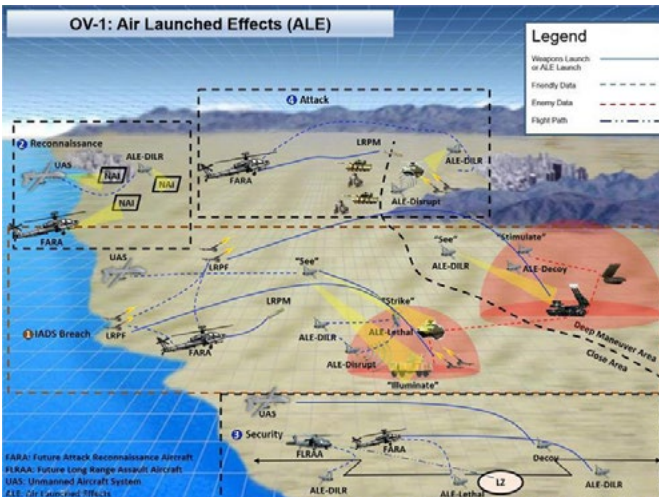 OV-1: Air Launched Effects (ALE)
Legend
Weapons Launch
or ALE Launch
Friendly Data
Enemy Data
Flight Path
4 Attack
2 Reconnaissance
UAS
ALE-DILR
NAI
NAI
NAI
FARA
FARA
LRPM
ALE-DILR
ALE-Disrupt
"See"
ALE-DILR
"Stimulate"
ALE-Decoy
UAS
LRPF
"See"
LRPM
"Strike"
ALE-Lethal
1 IADS Breach
LRPF
FARA
ALE-DILR
ALE-Disrupt
"Illuminate"
Deep Maneuver Area
Close Area
UAS
3 Security
FLRAA
FARA
Decoy
ALE-DILR
ALE-Lethal
LZ
ALE-DILR
FARA: Future Attack Reconnaissance Aircraft
FLRAA: Future Long Range Assault Aircraft
UAS: Unmanned Aircraft System
ALE: Air Launched Effects